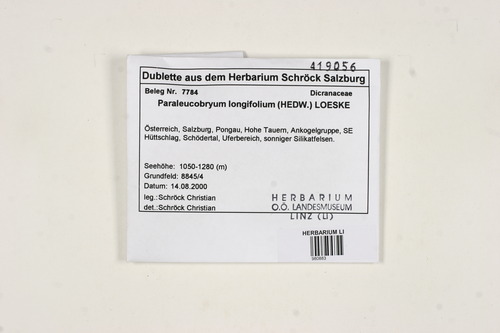 419056
Dublette aus dem Herbarium Schröck Salzburg
Beleg Nr. 7784 Dicranaceae
Paraleucobryum longifolium (HEDW.) LOESKE
Österreich, Salzburg, Pongau, Hohe Tauern, Ankogelgruppe, SE
Hüttschlag, Schödertal, Uferbereich, sonniger Silikatfelsen.
Seehöhe: 1050-1280 (m)
Grundfeld: 8845/4
Datum: 14.08.2000
leg.:Schröck Christian
det.:Schröck Christian
HERBARIUM
O.Ö. LANDESMUSEUM
LINZ (LI)
HERBARIUM LI